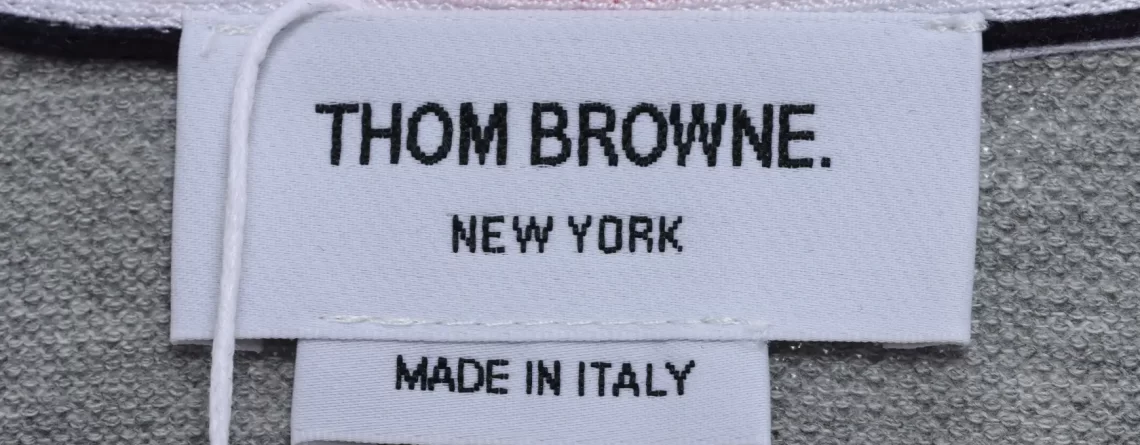 THOM BROWNE.
NEW YORK
MADE IN ITALY